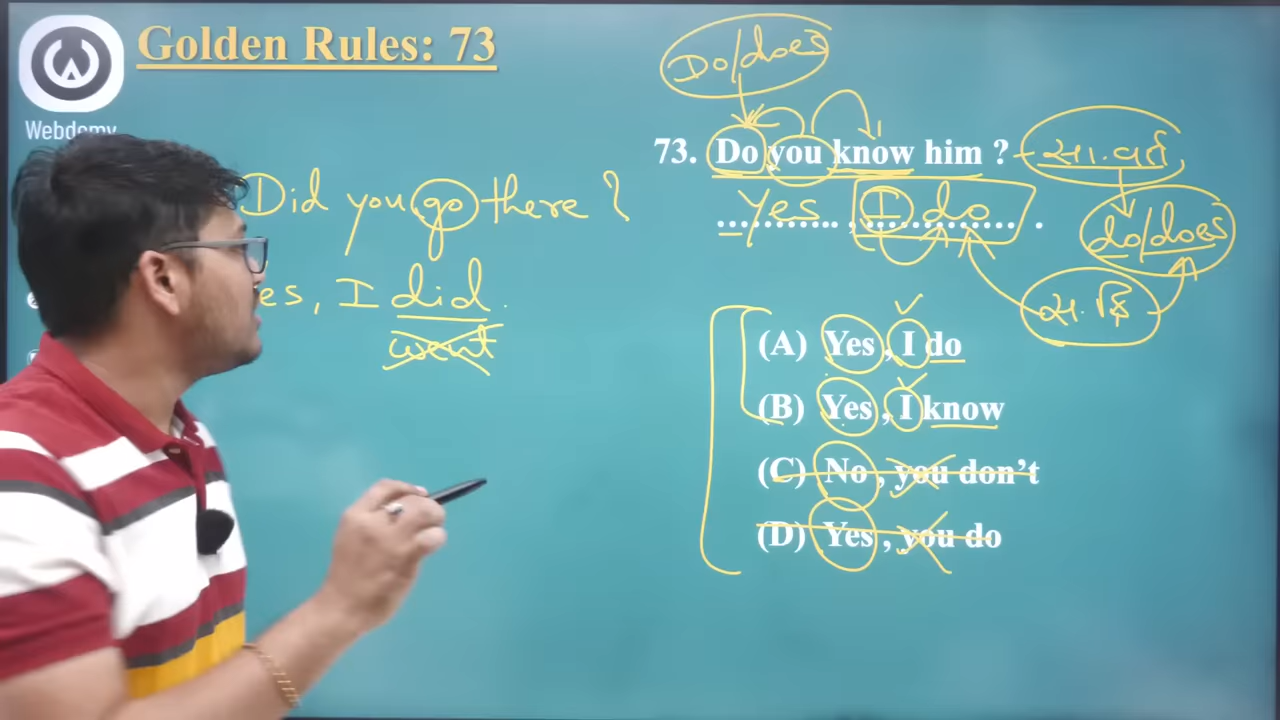 Golden Rules: 73
Webdemy
Do/does
73. Do you know him ?
સા. વર્ત
Yes , I do .
do/does
સા. ક્રિ
Did you go there ?
es, I did.
went
(A) Yes , I do
(B) Yes , I know
(C) No , you don't
(D) Yes , you do